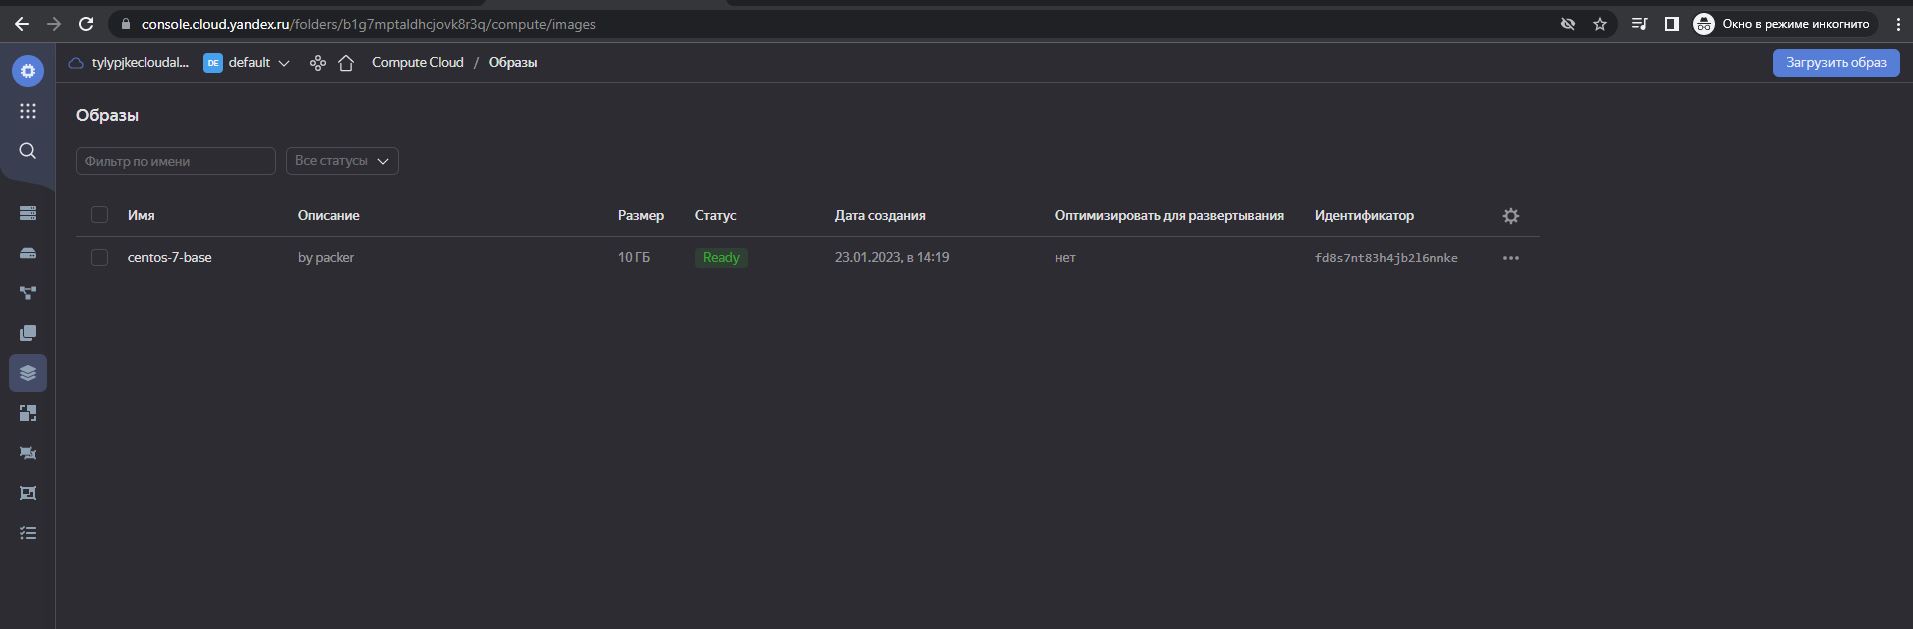 console.cloud.yandex.ru/folders/b1g7mptaldhcjovk8r3q/compute/images Окно в режиме инкогнито
tylypjkecloudal... DE default Compute Cloud / Образы Загрузить образ
Образы
Фильтр по имени Все статусы
Имя Описание Размер Статус Дата создания Оптимизировать для развертывания Идентификатор
centos-7-base by packer 10 ГБ Ready 23.01.2023, в 14:19 нет fd8s7nt83h4jb2l6nnke